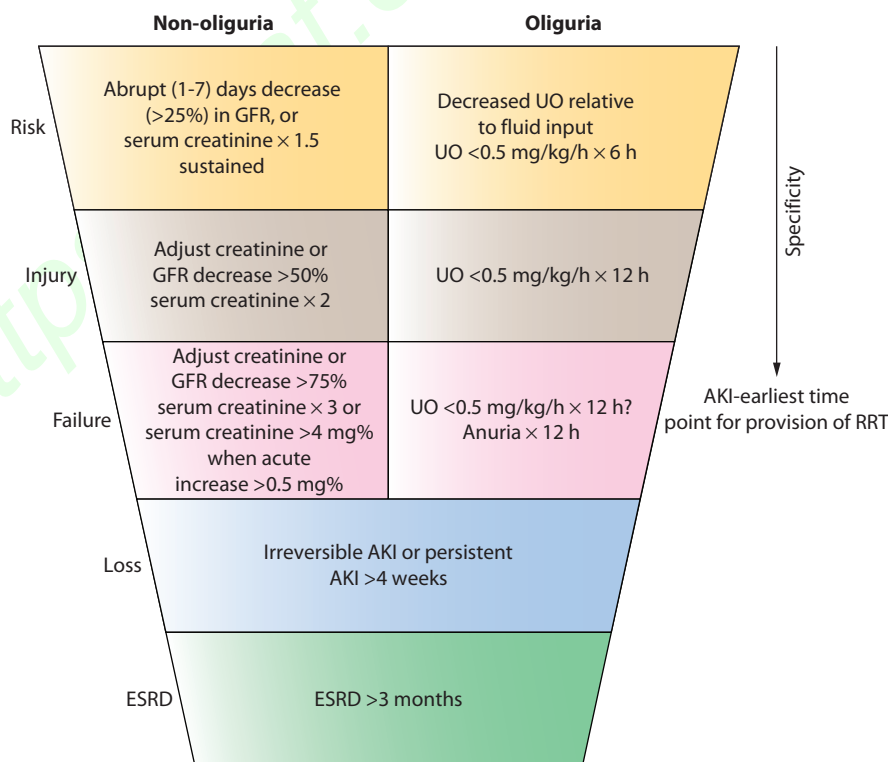 Non-oliguria
Oliguria
Risk
Abrupt (1-7) days decrease
(>25%) in GFR, or
serum creatinine × 1.5
sustained
Decreased UO relative
to fluid input
UO <0.5 mg/kg/h × 6 h
Specificity
Injury
Adjust creatinine or
GFR decrease >50%
serum creatinine × 2
UO <0.5 mg/kg/h × 12 h
Failure
Adjust creatinine or
GFR decrease >75%
serum creatinine × 3 or
serum creatinine >4 mg%
when acute
increase >0.5 mg%
UO <0.5 mg/kg/h × 12 h?
Anuria × 12 h
AKI-earliest time
point for provision of RRT
Loss
Irreversible AKI or persistent
AKI >4 weeks
ESRD
ESRD >3 months